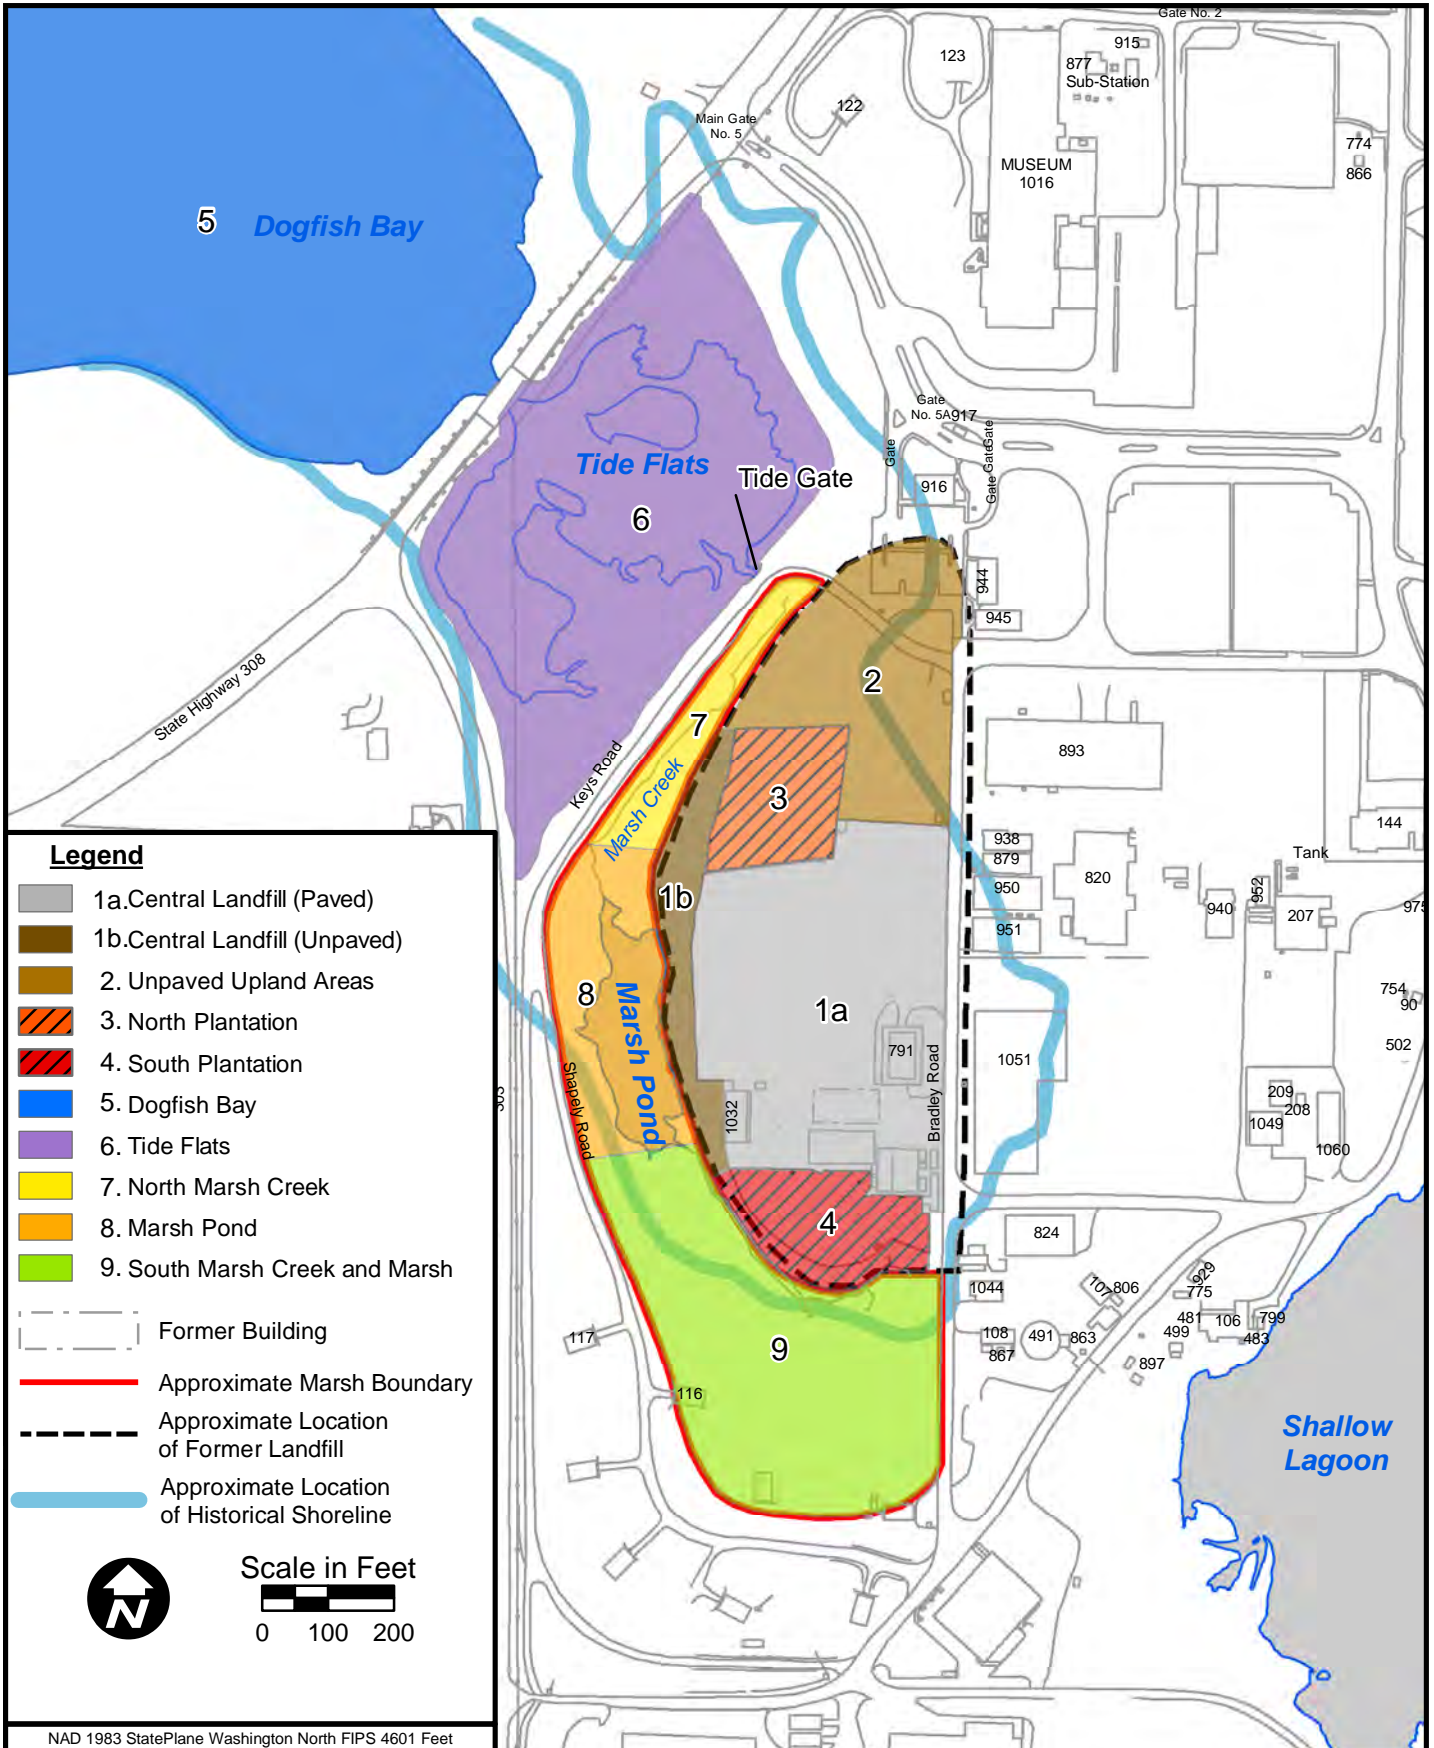 Gate No. 2
915
877
Sub-Station
123
122
Main Gate
No. 5
MUSEUM
1016
774
866
5
Dogfish Bay
Gate
No. 5A
917
Gate
Gate
Gate
Gate
916
Tide Flats
6
Tide Gate
944
945
State Highway 308
2
7
Keys Road
Marsh Creek
3
893
938
879
950
951
820
144
Tank
952
940
207
975
1b
8
Marsh Pond
1a
791
1051
754
90
502
303
Shapely Road
1032
Bradley Road
209
208
1049
1060
4
824
1044
107
806
929
775
481
106
799
499
483
108
491
863
867
897
117
9
116
Shallow
Lagoon
Legend
1a. Central Landfill (Paved)
1b. Central Landfill (Unpaved)
2. Unpaved Upland Areas
3. North Plantation
4. South Plantation
5. Dogfish Bay
6. Tide Flats
7. North Marsh Creek
8. Marsh Pond
9. South Marsh Creek and Marsh
Former Building
Approximate Marsh Boundary
Approximate Location
of Former Landfill
Approximate Location
of Historical Shoreline
N
Scale in Feet
0 100 200
NAD 1983 StatePlane Washington North FIPS 4601 Feet